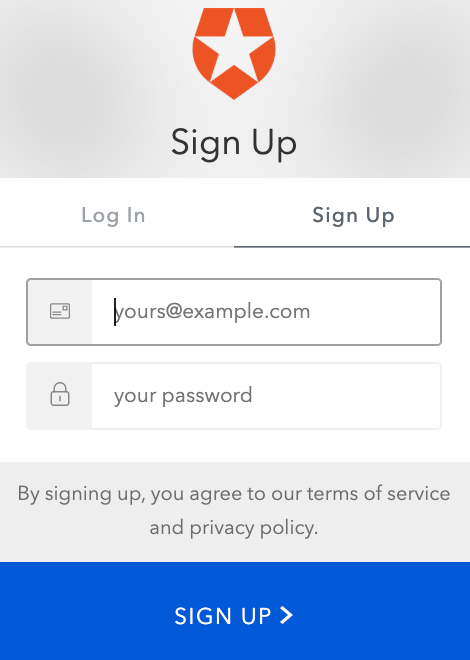 Sign Up
Log In
Sign Up
yours@example.com
your password
By signing up, you agree to our terms of service
and privacy policy.
SIGN UP >